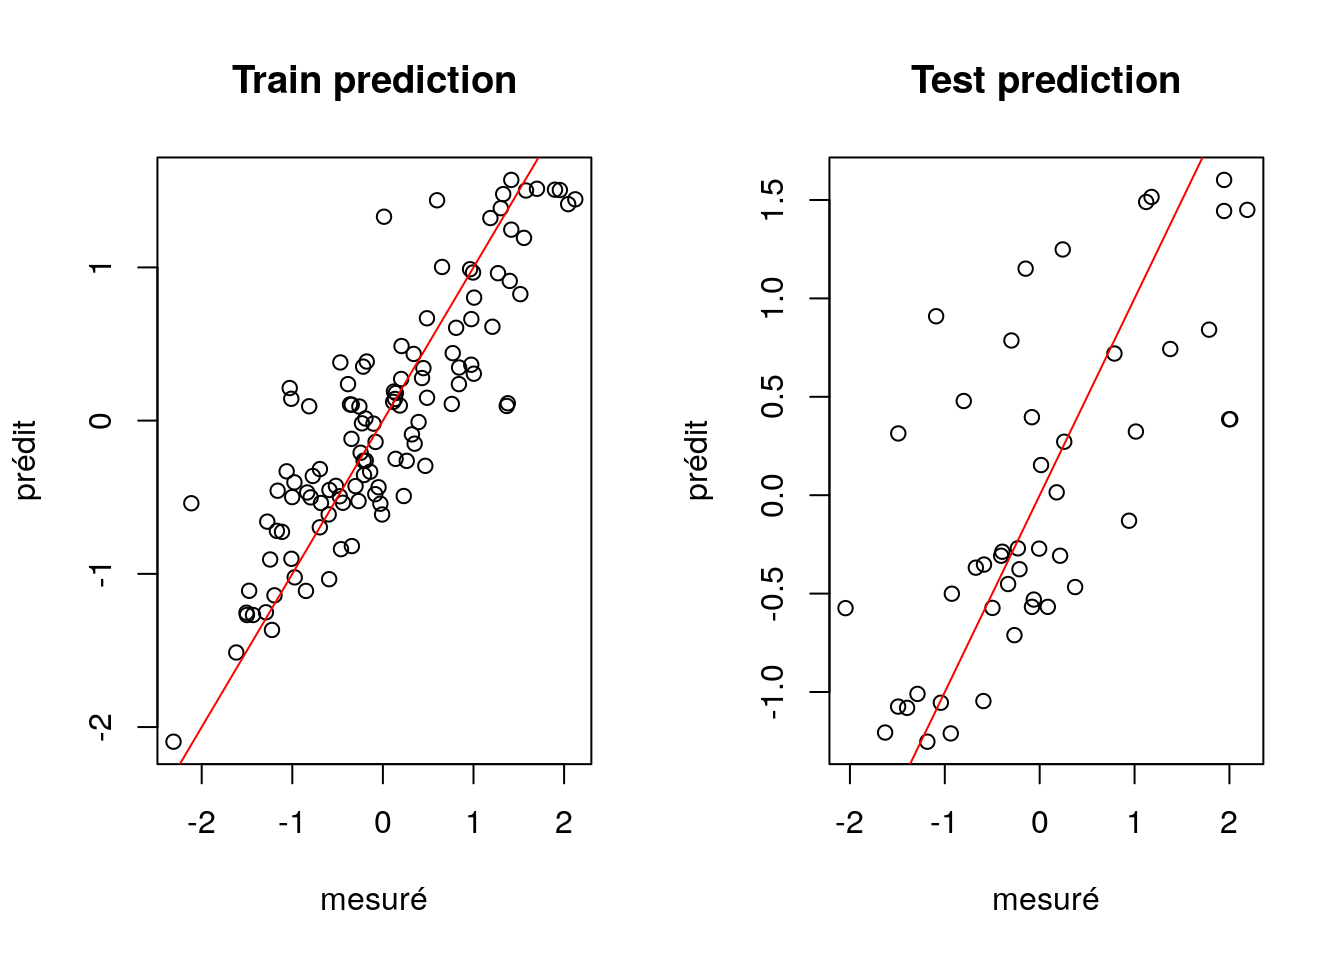 Train prediction
prédit
1
0
-1
-2
-2 -1 0 1 2
mesuré
Test prediction
prédit
1.5
1.0
0.5
0.0
-0.5
-1.0
-2 -1 0 1 2
mesuré